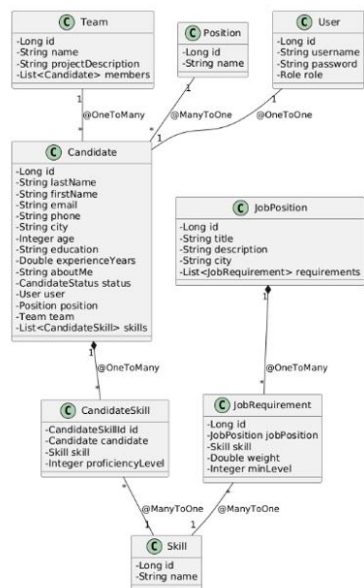 C Team
-Long id
-String name
-String projectDescription
-List<Candidate> members
C Position
-Long id
-String name
C User
-Long id
-String username
-String password
-Role role
1
1
1
@OneToMany
@ManyToOne
@OneToOne
*
*
1
C Candidate
-Long id
-String lastName
-String firstName
-String email
-String phone
-String city
-Integer age
-String education
-Double experienceYears
-String aboutMe
-CandidateStatus status
-User user
-Position position
-Team team
-List<CandidateSkill> skills
C JobPosition
-Long id
-String title
-String description
-String city
-List<JobRequirement> requirements
1
1
@OneToMany
@OneToMany
*
*
C CandidateSkill
-CandidateSkillId id
-Candidate candidate
-Skill skill
-Integer proficiencyLevel
C JobRequirement
-Long id
-JobPosition jobPosition
-Skill skill
-Double weight
-Integer minLevel
*
*
@ManyToOne
@ManyToOne
1
1
C Skill
-Long id
-String name